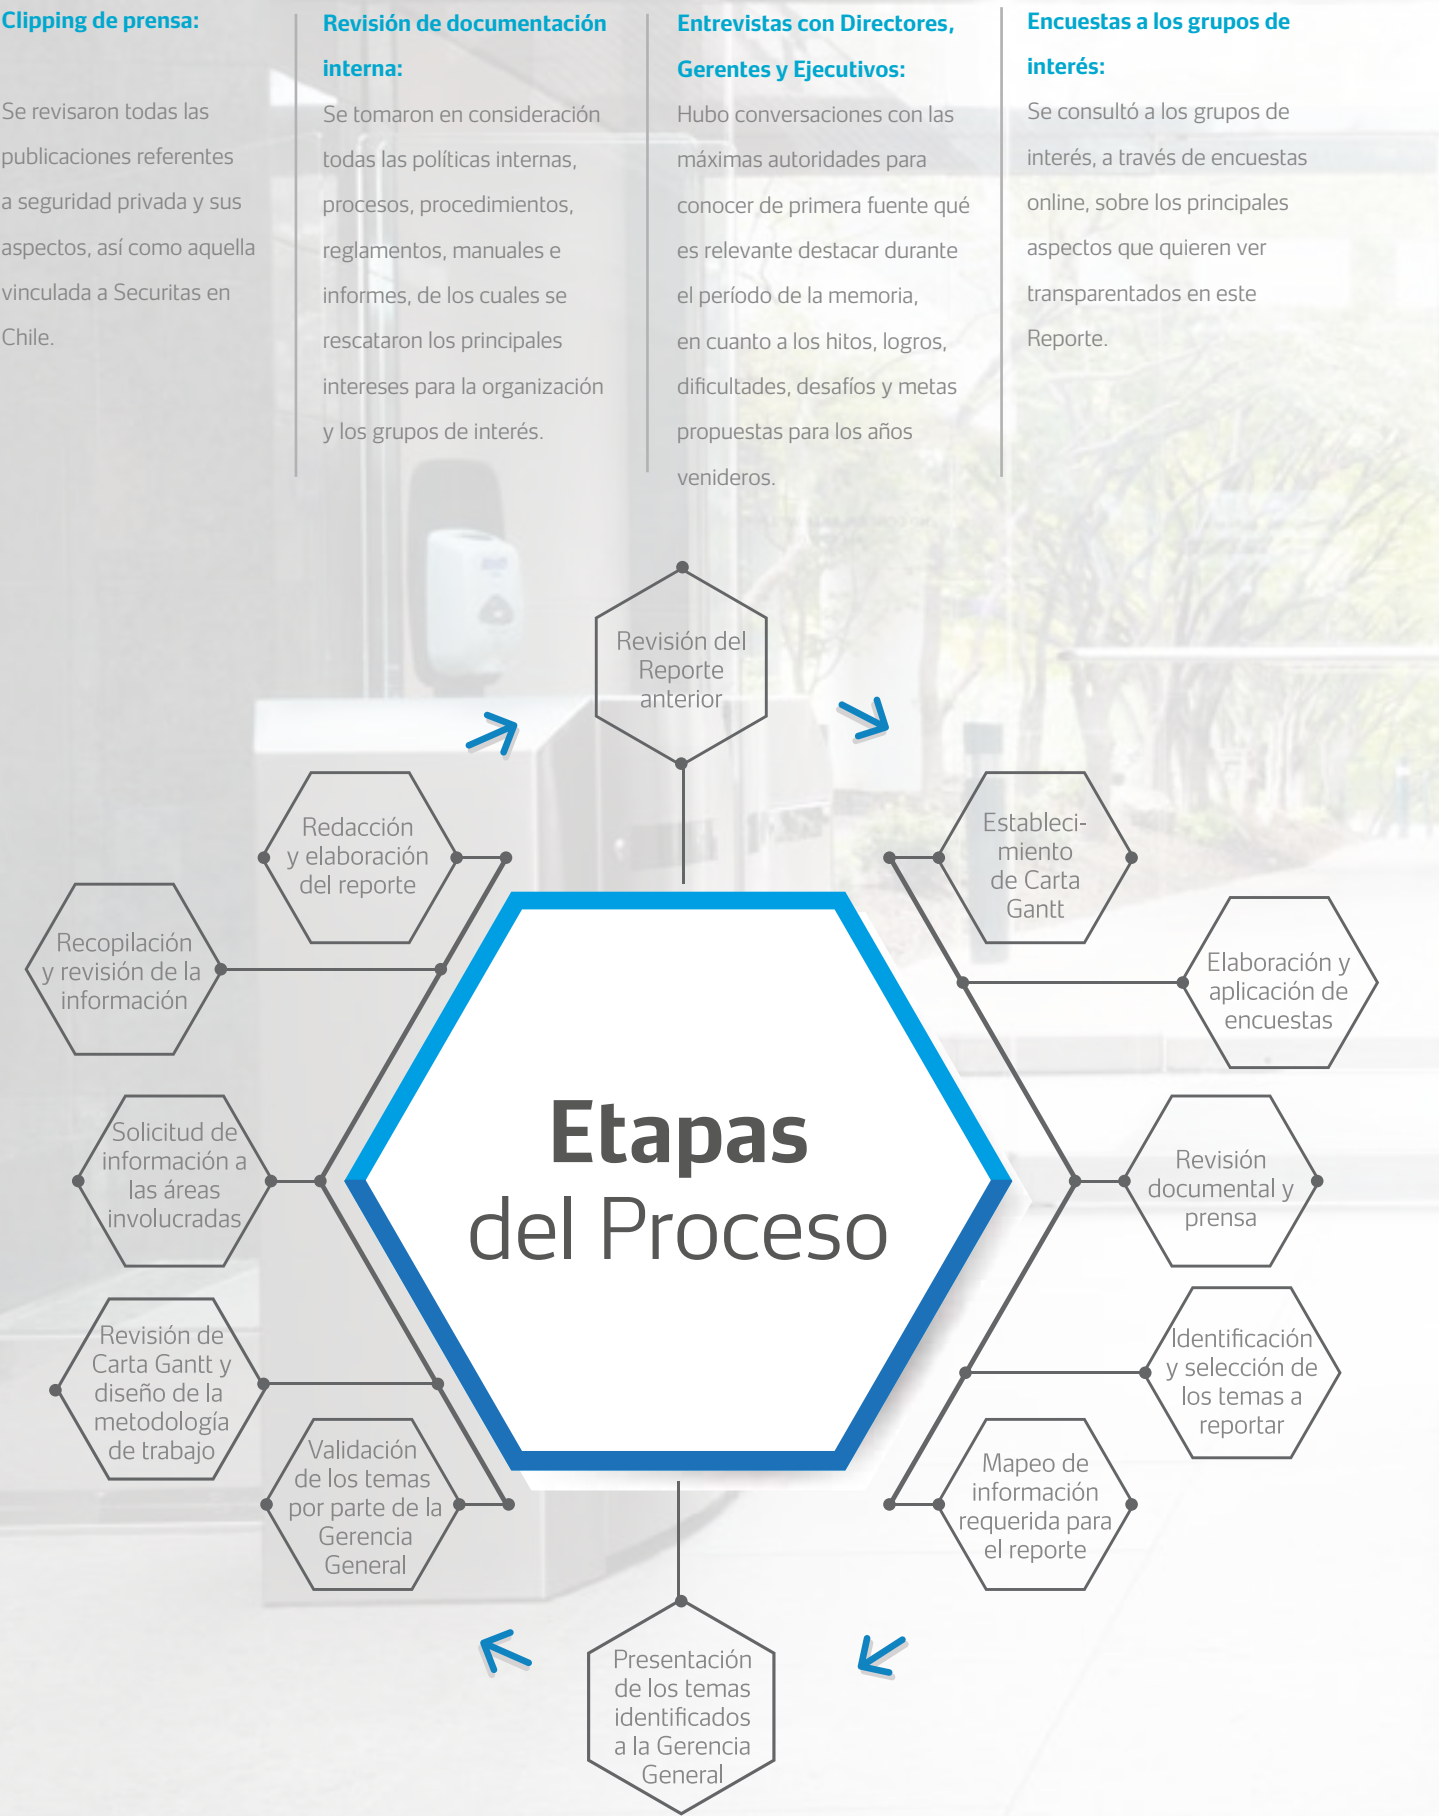 Clipping de prensa:
Se revisaron todas las
publicaciones referentes
a seguridad privada y sus
aspectos, así como aquella
vinculada a Securitas en
Chile.
Revisión de documentación
interna:
Se tomaron en consideración
todas las políticas internas,
procesos, procedimientos,
reglamentos, manuales e
informes, de los cuales se
rescataron los principales
intereses para la organización
y los grupos de interés.
Entrevistas con Directores,
Gerentes y Ejecutivos:
Hubo conversaciones con las
máximas autoridades para
conocer de primera fuente qué
es relevante destacar durante
el período de la memoria,
en cuanto a los hitos, logros,
dificultades, desafíos y metas
propuestas para los años
venideros.
Encuestas a los grupos de
interés:
Se consultó a los grupos de
interés, a través de encuestas
online, sobre los principales
aspectos que quieren ver
transparentados en este
Reporte.
Etapas
del Proceso
Revisión del
Reporte
anterior
Estableci-
miento
de Carta
Gantt
Elaboración y
aplicación de
encuestas
Revisión
documental y
prensa
Identificación
y selección de
los temas a
reportar
Mapeo de
información
requerida para
el reporte
Presentación
de los temas
identificados
a la Gerencia
General
Validación
de los temas
por parte de la
Gerencia
General
Revisión de
Carta Gantt y
diseño de la
metodología
de trabajo
Solicitud de
información a
las áreas
involucradas
Recopilación
y revisión de la
información
Redacción
y elaboración
del reporte